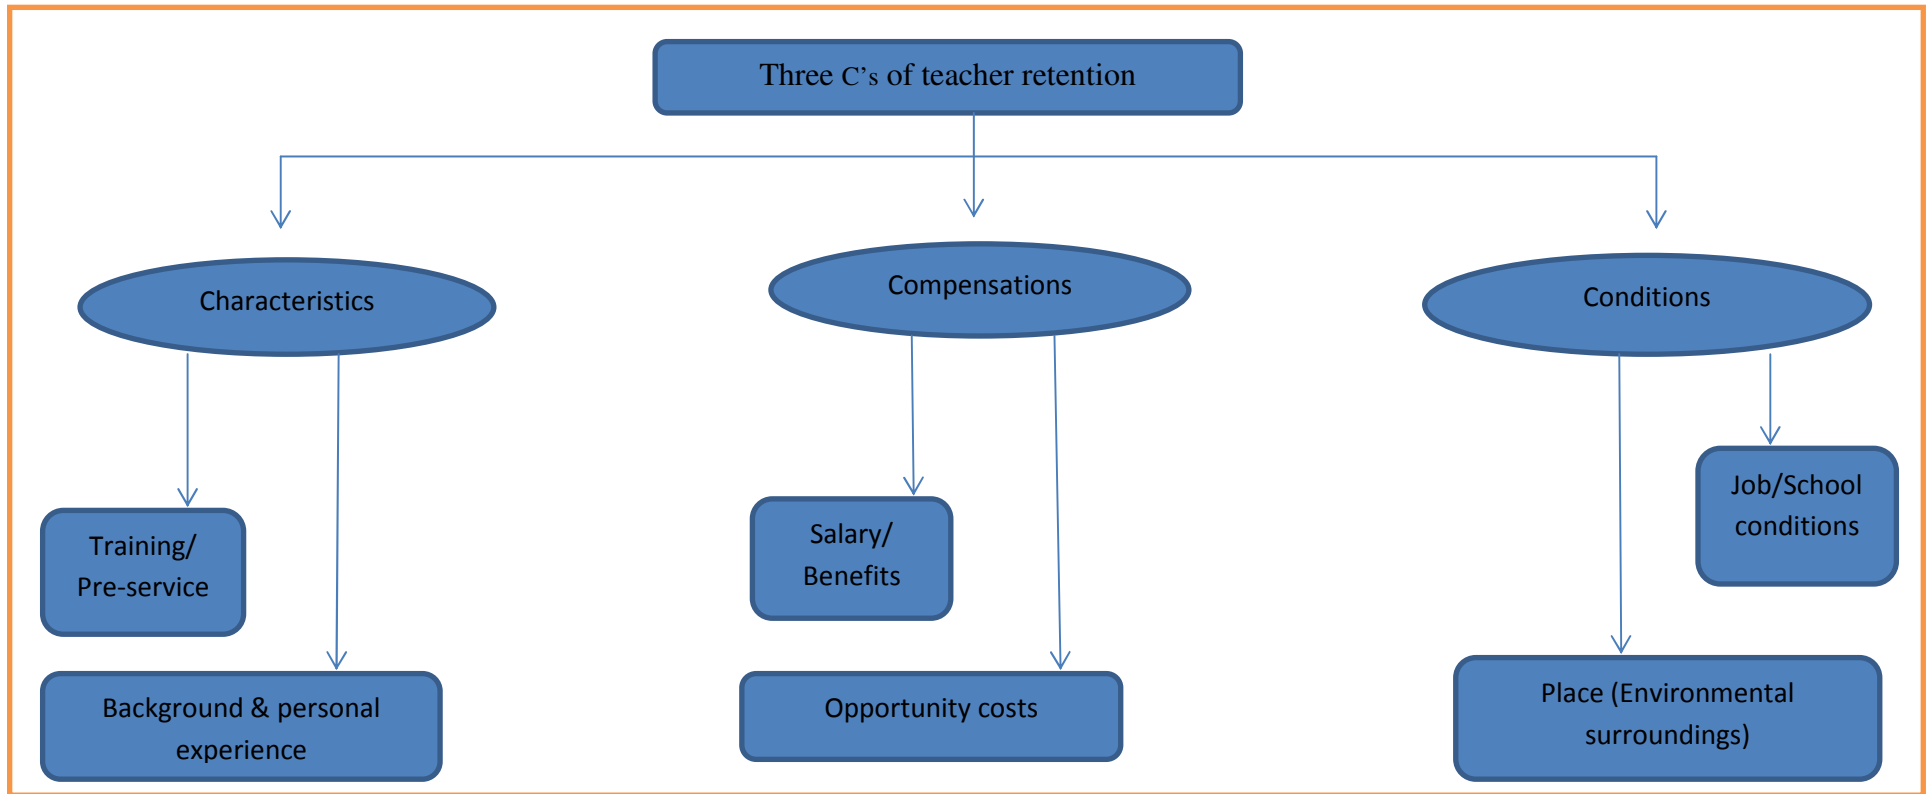 Three C’s of teacher retention
Characteristics
Compensations
Conditions
Training/
Pre-service
Background & personal
experience
Salary/
Benefits
Opportunity costs
Job/School
conditions
Place (Environmental
surroundings)